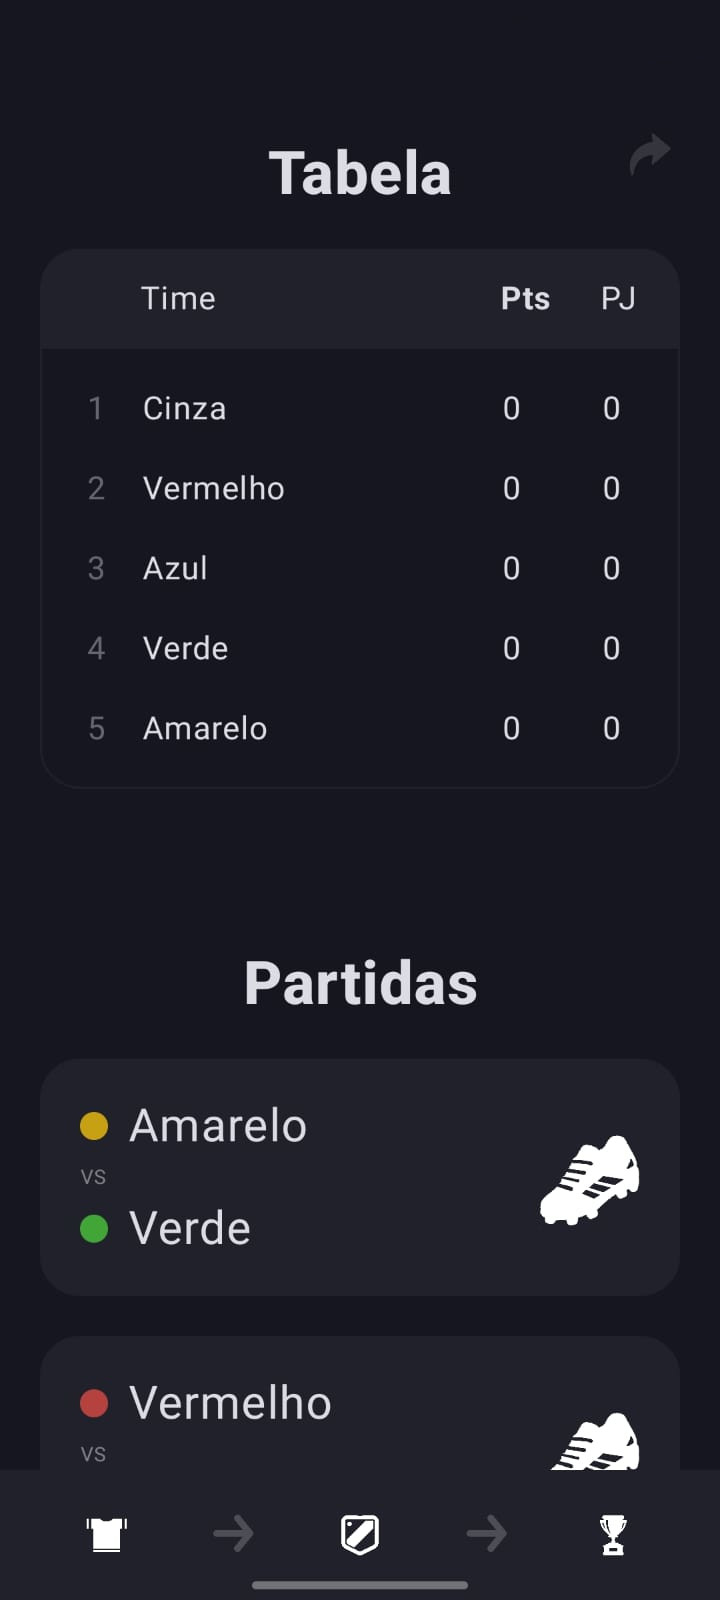 Tabela
Time Pts PJ
1 Cinza 0 0
2 Vermelho 0 0
3 Azul 0 0
4 Verde 0 0
5 Amarelo 0 0
Partidas
Amarelo
vs
Verde
Vermelho
vs